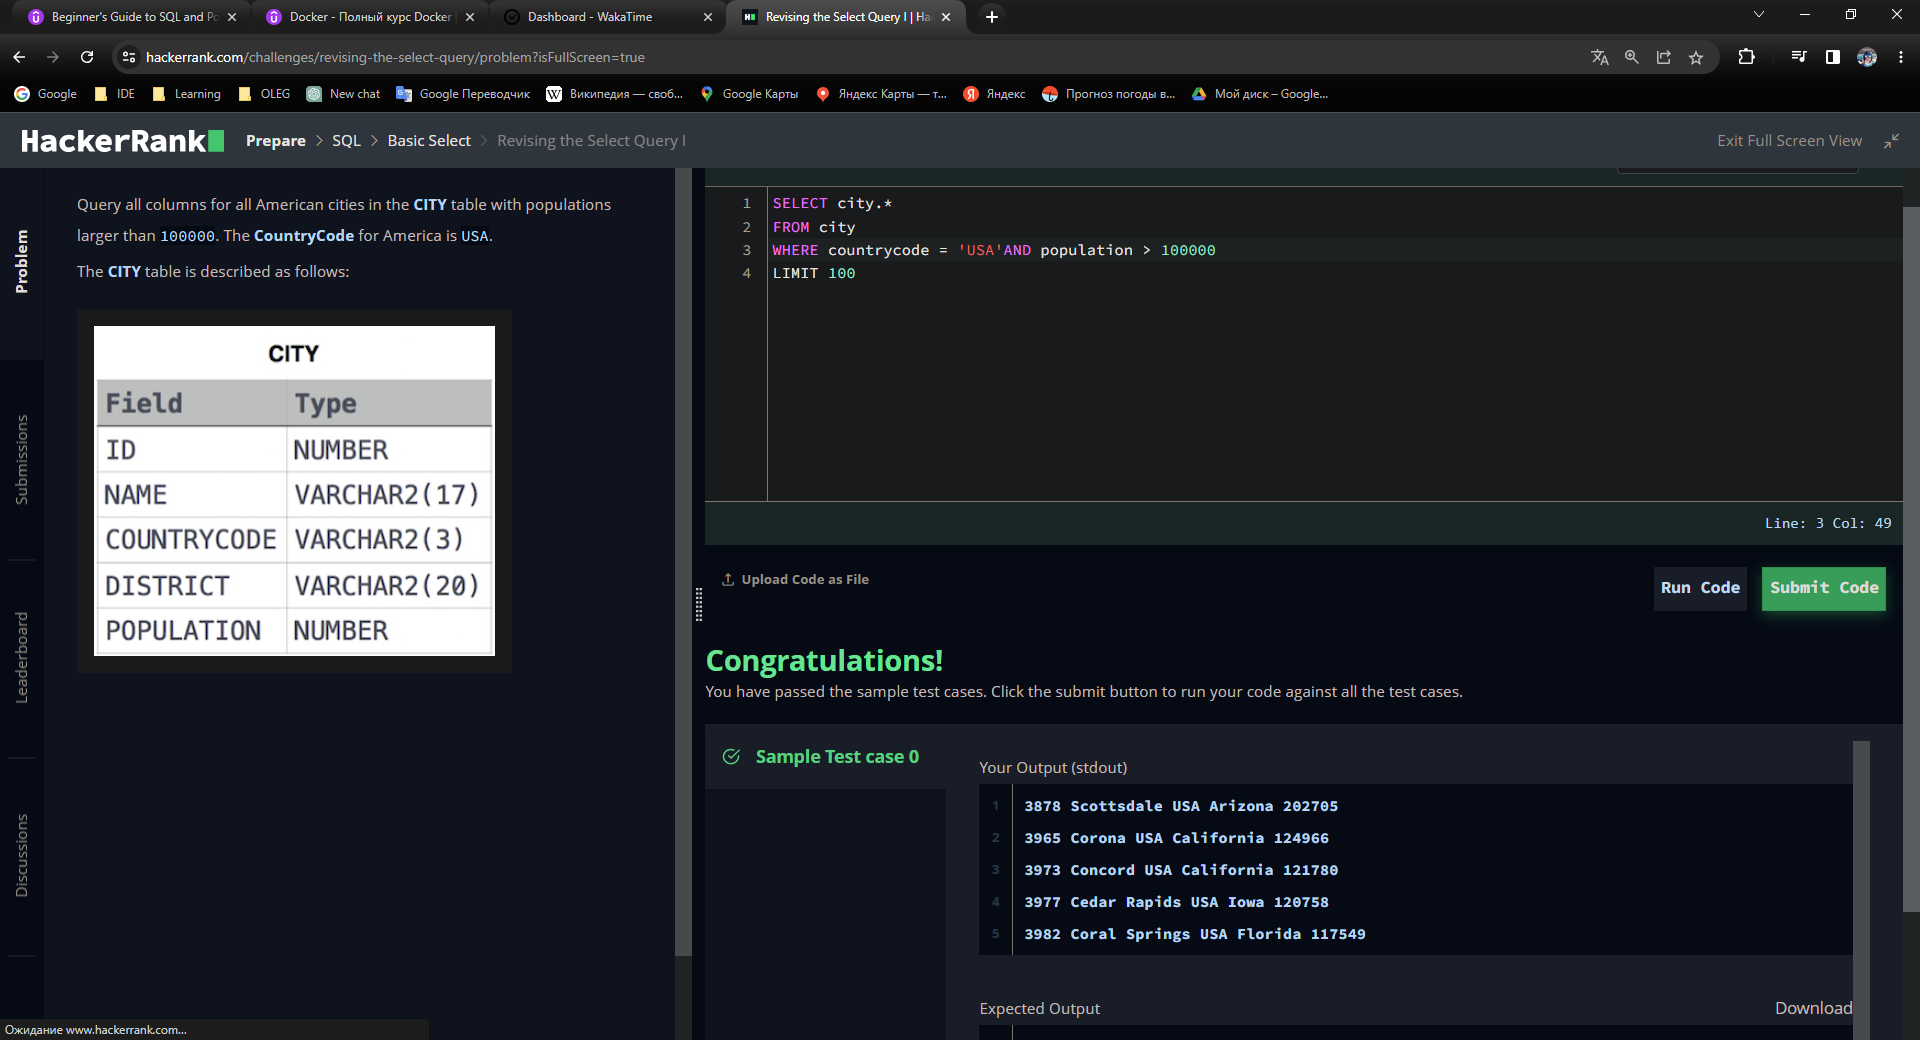 Beginner's Guide to SQL and Po
Docker - Полный курс Docker
Dashboard - WakaTime
Revising the Select Query I | Ha
hackerrank.com/challenges/revising-the-select-query/problem?isFullScreen=true
Google
IDE
Learning
OLEG
New chat
Google Переводчик
Википедия — своб...
Google Карты
Яндекс Карты — т...
Яндекс
Прогноз погоды в...
Мой диск – Google...
HackerRank
Prepare > SQL > Basic Select > Revising the Select Query I
Exit Full Screen View
Problem
Submissions
Leaderboard
Discussions
Query all columns for all American cities in the CITY table with populations
larger than 100000. The CountryCode for America is USA.
The CITY table is described as follows:
CITY
Field Type
ID NUMBER
NAME VARCHAR2(17)
COUNTRYCODE VARCHAR2(3)
DISTRICT VARCHAR2(20)
POPULATION NUMBER
1 SELECT city.*
2 FROM city
3 WHERE countrycode = 'USA'AND population > 100000
4 LIMIT 100
Line: 3 Col: 49
Upload Code as File
Run Code
Submit Code
Congratulations!
You have passed the sample test cases. Click the submit button to run your code against all the test cases.
Sample Test case 0
Your Output (stdout)
1 3878 Scottsdale USA Arizona 202705
2 3965 Corona USA California 124966
3 3973 Concord USA California 121780
4 3977 Cedar Rapids USA Iowa 120758
5 3982 Coral Springs USA Florida 117549
Expected Output
Download
Ожидание www.hackerrank.com...